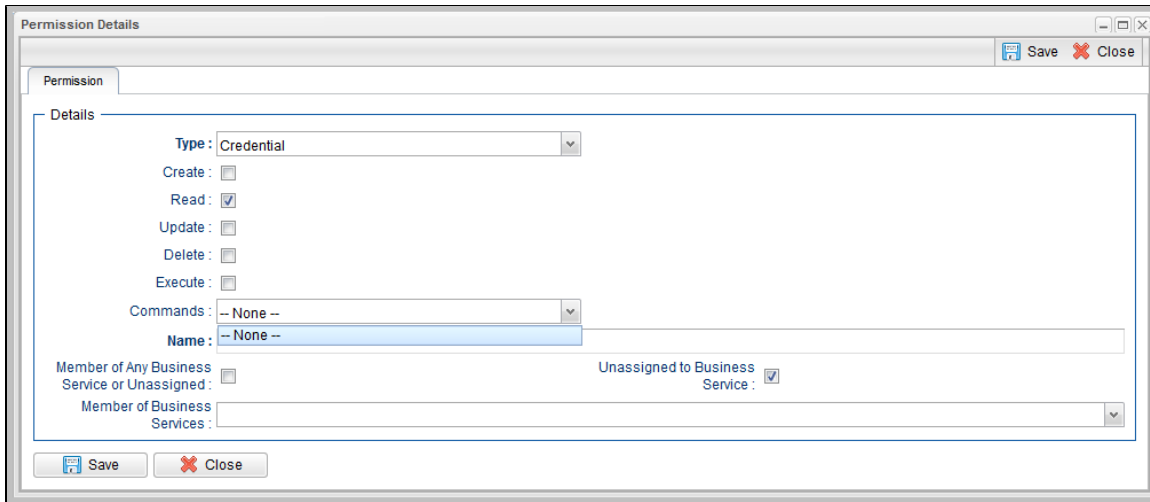 Permission Details
Save Close
Permission
Details
Type : Credential
Create :
Read :
Update :
Delete :
Execute :
Commands : -- None --
-- None --
Name :
Member of Any Business
Service or Unassigned :
Unassigned to Business
Service :
Member of Business
Services :
Save Close